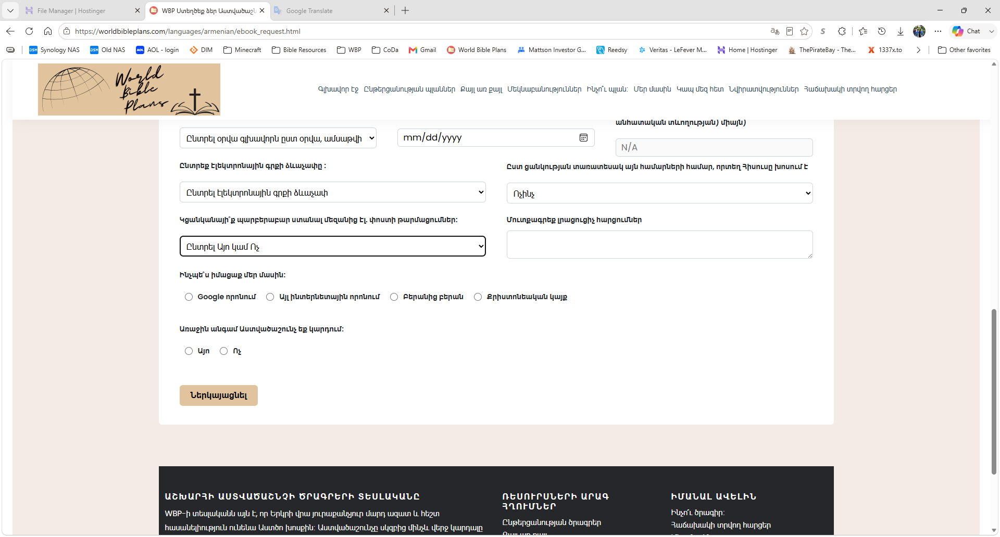 File Manager | Hostinger
WBP Ստեղծեք ձեր Աստվածաշն
Google Translate
https://worldbibleplans.com/languages/armenian/ebook_request.html
Chat
Synology NAS
Old NAS
AOL - login
DIM
Minecraft
Bible Resources
WBP
CoDa
Gmail
World Bible Plans
Mattson Investor G...
Reedsy
Veritas - LeFever M...
Home | Hostinger
ThePirateBay - The...
1337x.to
Other favorites
World
Bible
Plans
Գլխավոր էջ Ընթերցանության պլաններ Քայլ առ քայլ Մեկնաբանություններ Ինչո՞ւ պլան: Մեր մասին Կապ մեզ հետ Նվիրատվություններ Հաճախակի տրվող հարցեր
անհատական տևողության) միայն)
Ընտրել օրվա գլխավորն ըստ օրվա, ամսաթվի
mm/dd/yyyy
N/A
Ընտրեք էլեկտրոնային գրքի ձևաչափը :
Ըստ ցանկության տառատեսակ այն համարների համար, որտեղ Հիսուսը խոսում է
Ընտրել էլեկտրոնային գրքի ձևաչափ
Ոչինչ
Կցանկանայի՞ք պարբերաբար ստանալ մեզանից էլ. փոստի թարմացումներ:
Մուտքագրեք լրացուցիչ հարցումներ
Ընտրել Այո կամ Ոչ
Ինչպե՞ս իմացաք մեր մասին:
Google որոնում
Այլ ինտերնետային որոնում
Բերանից բերան
Քրիստոնեական կայք
Առաջին անգամ Աստվածաշունչ եք կարդում:
Այո
Ոչ
Ներկայացնել
ԱՇԽԱՐՀԻ ԱՍՏՎԱԾԱՇՆՉԻ ԾՐԱԳՐԵՐԻ ՏԵՍԼԱԿԱՆԸ
WBP-ի տեսլականն այն է, որ Երկրի վրա յուրաքանչյուր մարդ ազատ և հեշտ
հասանելիություն ունենա Աստծո խոսքին: Աստվածաշունչը սկզբից մինչև վերջ կարդալը
ՌԵՍՈՒՐՍՆԵՐԻ ԱՐԱԳ
ՀՂՈՒՄՆԵՐ
Ընթերցանության ծրագրեր
ԻՄԱՆԱԼ ԱՎԵԼԻՆ
Ինչո՞ւ ծրագիր:
Հաճախակի տրվող հարցեր